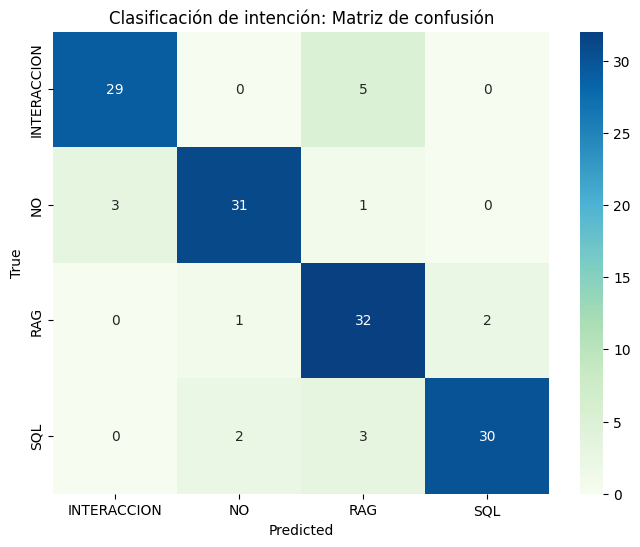 Clasificación de intención: Matriz de confusión
True
INTERACCION 29 0 5 0
NO 3 31 1 0
RAG 0 1 32 2
SQL 0 2 3 30
INTERACCION NO RAG SQL
Predicted
30
25
20
15
10
5
0